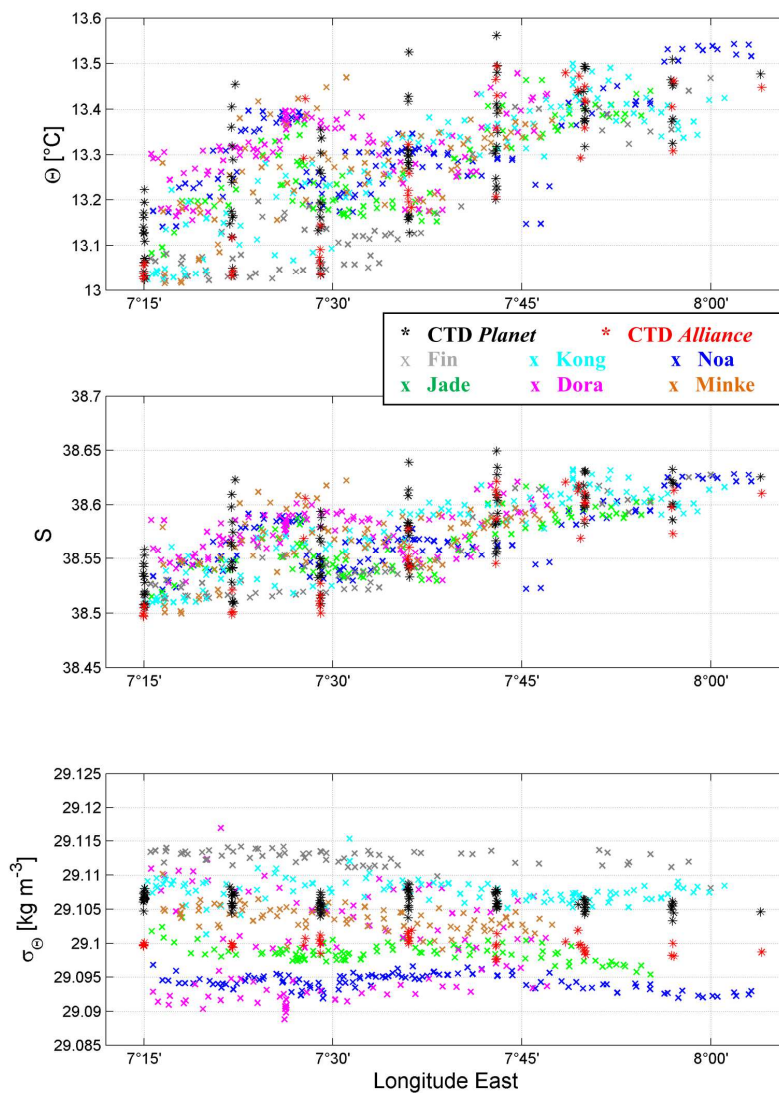 13.6
13.5
13.4
13.3
13.2
13.1
13
Θ [°C]
7°15' 7°30' 7°45' 8°00'
* CTD Planet * CTD Alliance
x Fin x Kong x Noa
x Jade x Dora x Minke
38.7
38.65
38.6
38.55
38.5
38.45
S
7°15' 7°30' 7°45' 8°00'
29.125
29.12
29.115
29.11
29.105
29.1
29.095
29.09
29.085
σΘ [kg m-3]
7°15' 7°30' 7°45' 8°00'
Longitude East